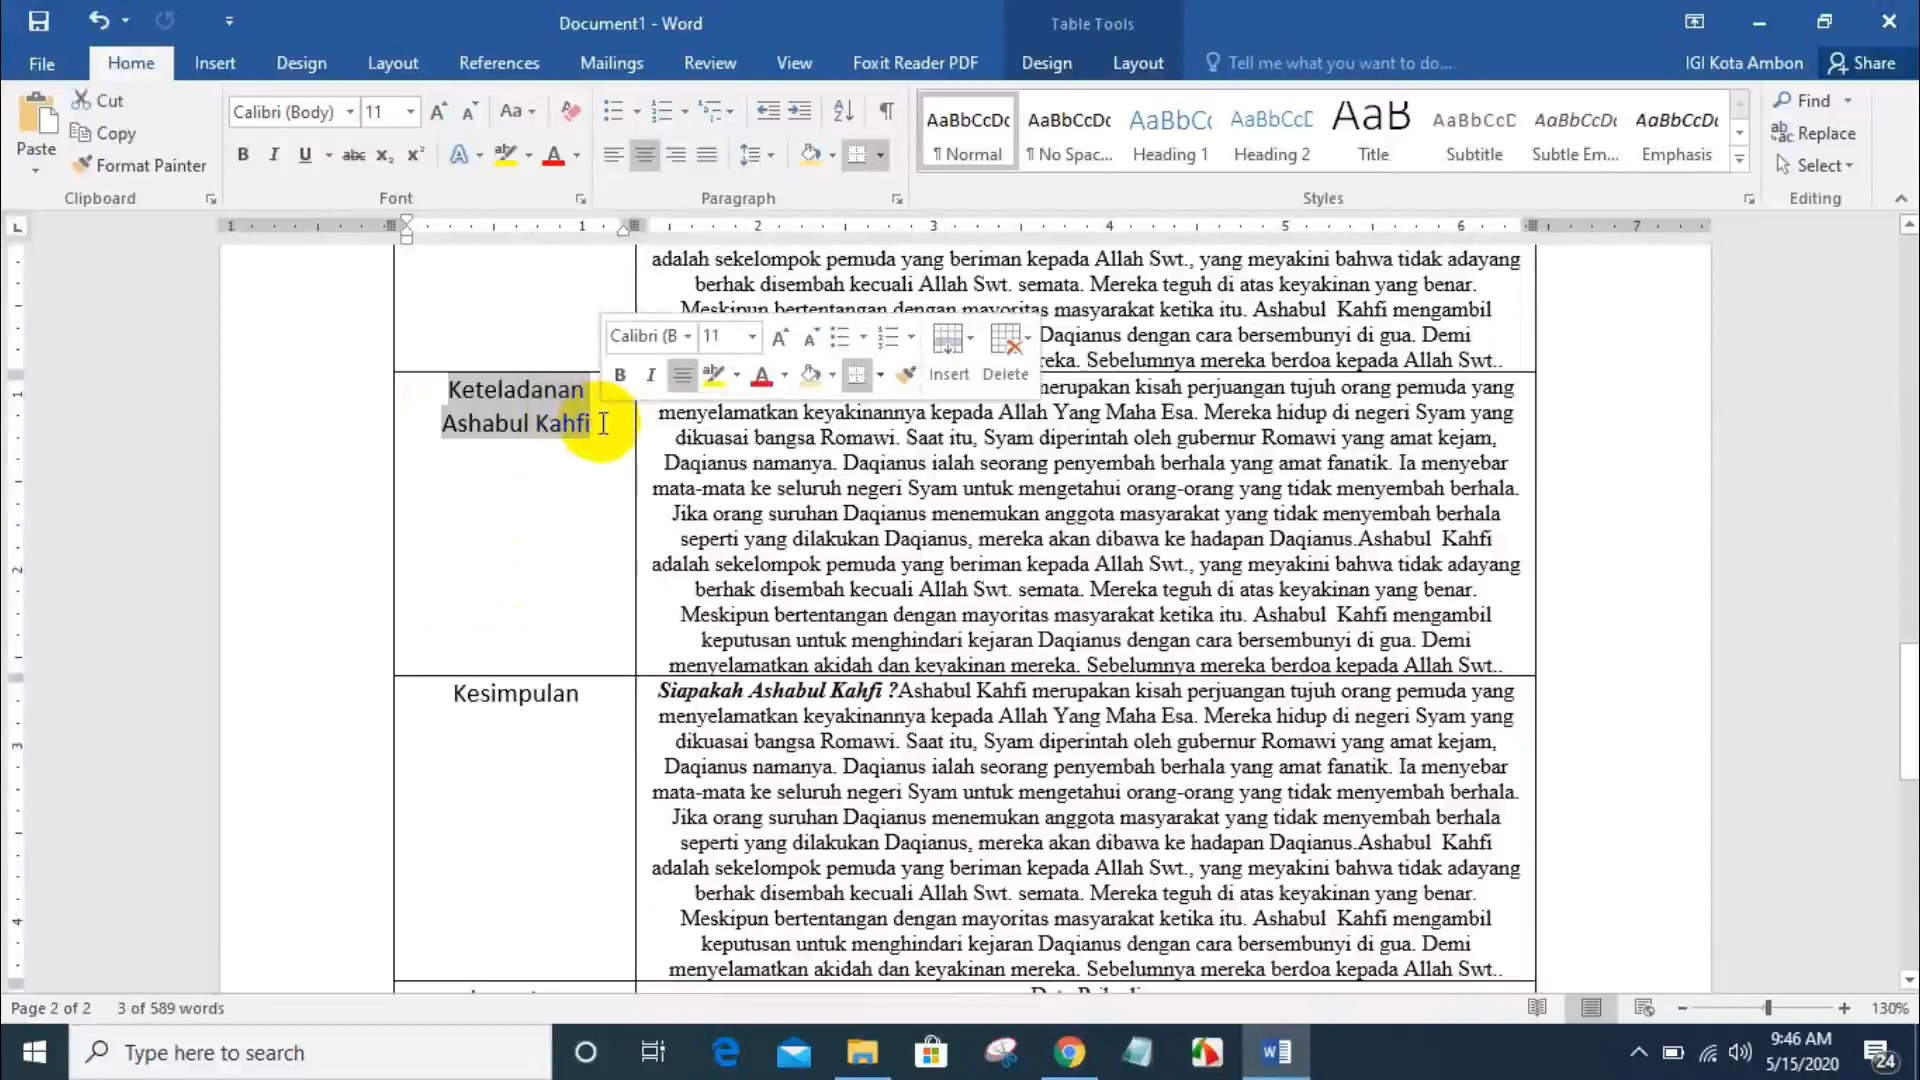 Document1 - Word
Table Tools
File Home Insert Design Layout References Mailings Review View Foxit Reader PDF Design Layout Tell me what you want to do... IGI Kota Ambon Share
Paste
Cut
Copy
Format Painter
Clipboard
Calibri (Body) 11
Font
Paragraph
AaBbCcDc AaBbCcDc AaBbC( AaBbCcE AaB AaBbCcC AaBbCcDc AaBbCcDc
¶ Normal ¶ No Spac... Heading 1 Heading 2 Title Subtitle Subtle Em... Emphasis
Styles
Find
Replace
Select
Editing
1 1 2 3 4 5 6 7
adalah sekelompok pemuda yang beriman kepada Allah Swt., yang meyakini bahwa tidak adayang
berhak disembah kecuali Allah Swt. semata. Mereka teguh di atas keyakinan yang benar.
Meskipun bertentangan dengan mayoritas masyarakat ketika itu. Ashabul Kahfi mengambil
Daqianus dengan cara bersembunyi di gua. Demi
reka. Sebelumnya mereka berdoa kepada Allah Swt..
Calibri (B 11
B I Insert Delete
Keteladanan
Ashabul Kahfi
merupakan kisah perjuangan tujuh orang pemuda yang
menyelamatkan keyakinannya kepada Allah Yang Maha Esa. Mereka hidup di negeri Syam yang
dikuasai bangsa Romawi. Saat itu, Syam diperintah oleh gubernur Romawi yang amat kejam,
Daqianus namanya. Daqianus ialah seorang penyembah berhala yang amat fanatik. Ia menyebar
mata-mata ke seluruh negeri Syam untuk mengetahui orang-orang yang tidak menyembah berhala.
Jika orang suruhan Daqianus menemukan anggota masyarakat yang tidak menyembah berhala
seperti yang dilakukan Daqianus, mereka akan dibawa ke hadapan Daqianus.Ashabul Kahfi
adalah sekelompok pemuda yang beriman kepada Allah Swt., yang meyakini bahwa tidak adayang
berhak disembah kecuali Allah Swt. semata. Mereka teguh di atas keyakinan yang benar.
Meskipun bertentangan dengan mayoritas masyarakat ketika itu. Ashabul Kahfi mengambil
keputusan untuk menghindari kejaran Daqianus dengan cara bersembunyi di gua. Demi
menyelamatkan akidah dan keyakinan mereka. Sebelumnya mereka berdoa kepada Allah Swt..
Kesimpulan
Siapakah Ashabul Kahfi ?Ashabul Kahfi merupakan kisah perjuangan tujuh orang pemuda yang
menyelamatkan keyakinannya kepada Allah Yang Maha Esa. Mereka hidup di negeri Syam yang
dikuasai bangsa Romawi. Saat itu, Syam diperintah oleh gubernur Romawi yang amat kejam,
Daqianus namanya. Daqianus ialah seorang penyembah berhala yang amat fanatik. Ia menyebar
mata-mata ke seluruh negeri Syam untuk mengetahui orang-orang yang tidak menyembah berhala.
Jika orang suruhan Daqianus menemukan anggota masyarakat yang tidak menyembah berhala
seperti yang dilakukan Daqianus, mereka akan dibawa ke hadapan Daqianus.Ashabul Kahfi
adalah sekelompok pemuda yang beriman kepada Allah Swt., yang meyakini bahwa tidak adayang
berhak disembah kecuali Allah Swt. semata. Mereka teguh di atas keyakinan yang benar.
Meskipun bertentangan dengan mayoritas masyarakat ketika itu. Ashabul Kahfi mengambil
keputusan untuk menghindari kejaran Daqianus dengan cara bersembunyi di gua. Demi
menyelamatkan akidah dan keyakinan mereka. Sebelumnya mereka berdoa kepada Allah Swt..
Page 2 of 2 3 of 589 words 130%
Type here to search
9:46 AM
5/15/2020
24